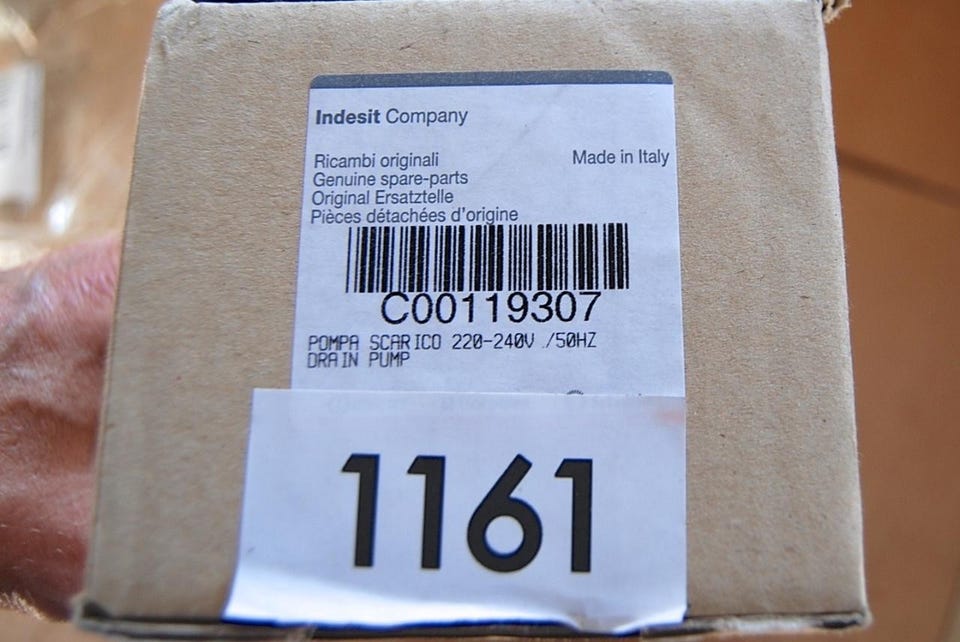 Indesit Company
Ricambi originali
Made in Italy
Genuine spare-parts
Original Ersatztelle
Pièces détachées d'origine
C00119307
POMPA SCARICO 220-240V /50HZ
DRAIN PUMP
1161